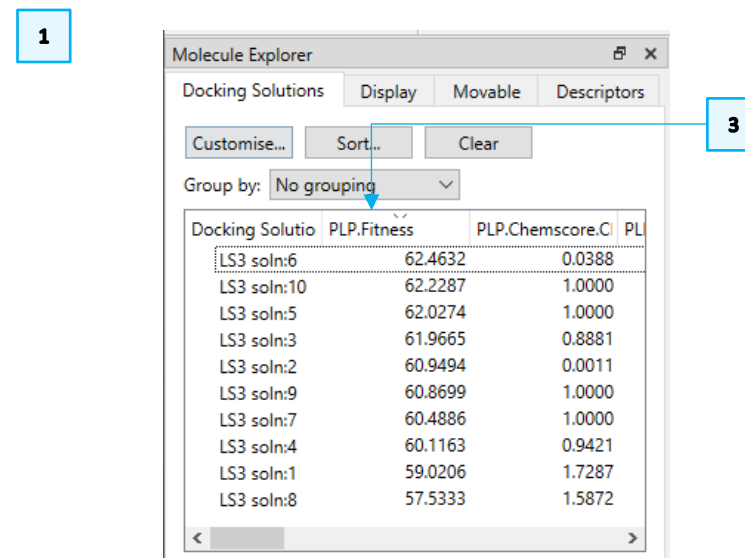 1
Molecule Explorer
Docking Solutions Display Movable Descriptors
3
Customise... Sort... Clear
Group by: No grouping
Docking Solutio PLP.Fitness PLP.Chemscore.Cl PLI
LS3 soln:6 62.4632 0.0388
LS3 soln:10 62.2287 1.0000
LS3 soln:5 62.0274 1.0000
LS3 soln:3 61.9665 0.8881
LS3 soln:2 60.9494 0.0011
LS3 soln:9 60.8699 1.0000
LS3 soln:7 60.4886 1.0000
LS3 soln:4 60.1163 0.9421
LS3 soln:1 59.0206 1.7287
LS3 soln:8 57.5333 1.5872